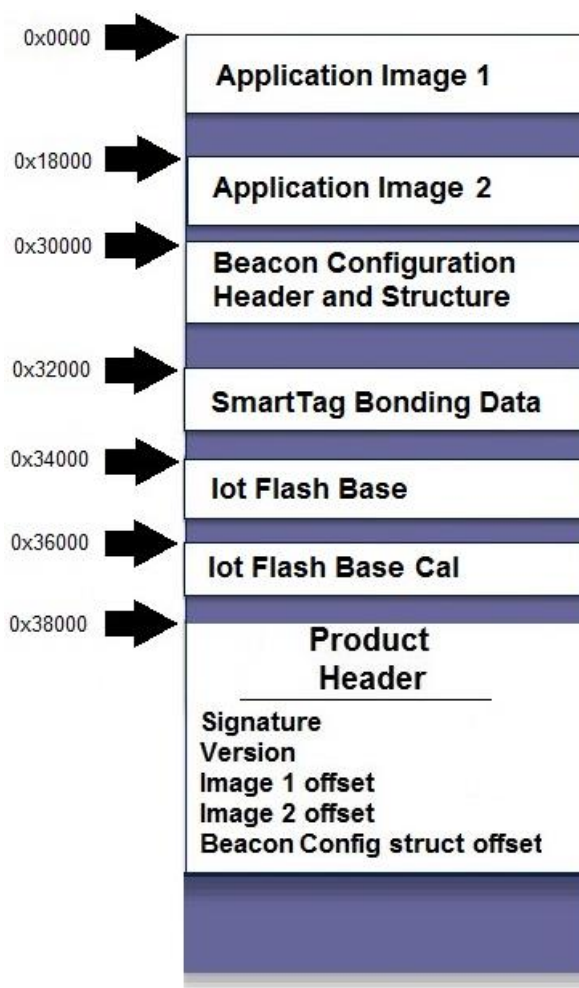 0x0000
Application Image 1
0x18000
Application Image 2
0x30000
Beacon Configuration
Header and Structure
0x32000
SmartTag Bonding Data
0x34000
Iot Flash Base
0x36000
Iot Flash Base Cal
0x38000
Product
Header
Signature
Version
Image 1 offset
Image 2 offset
Beacon Config struct offset